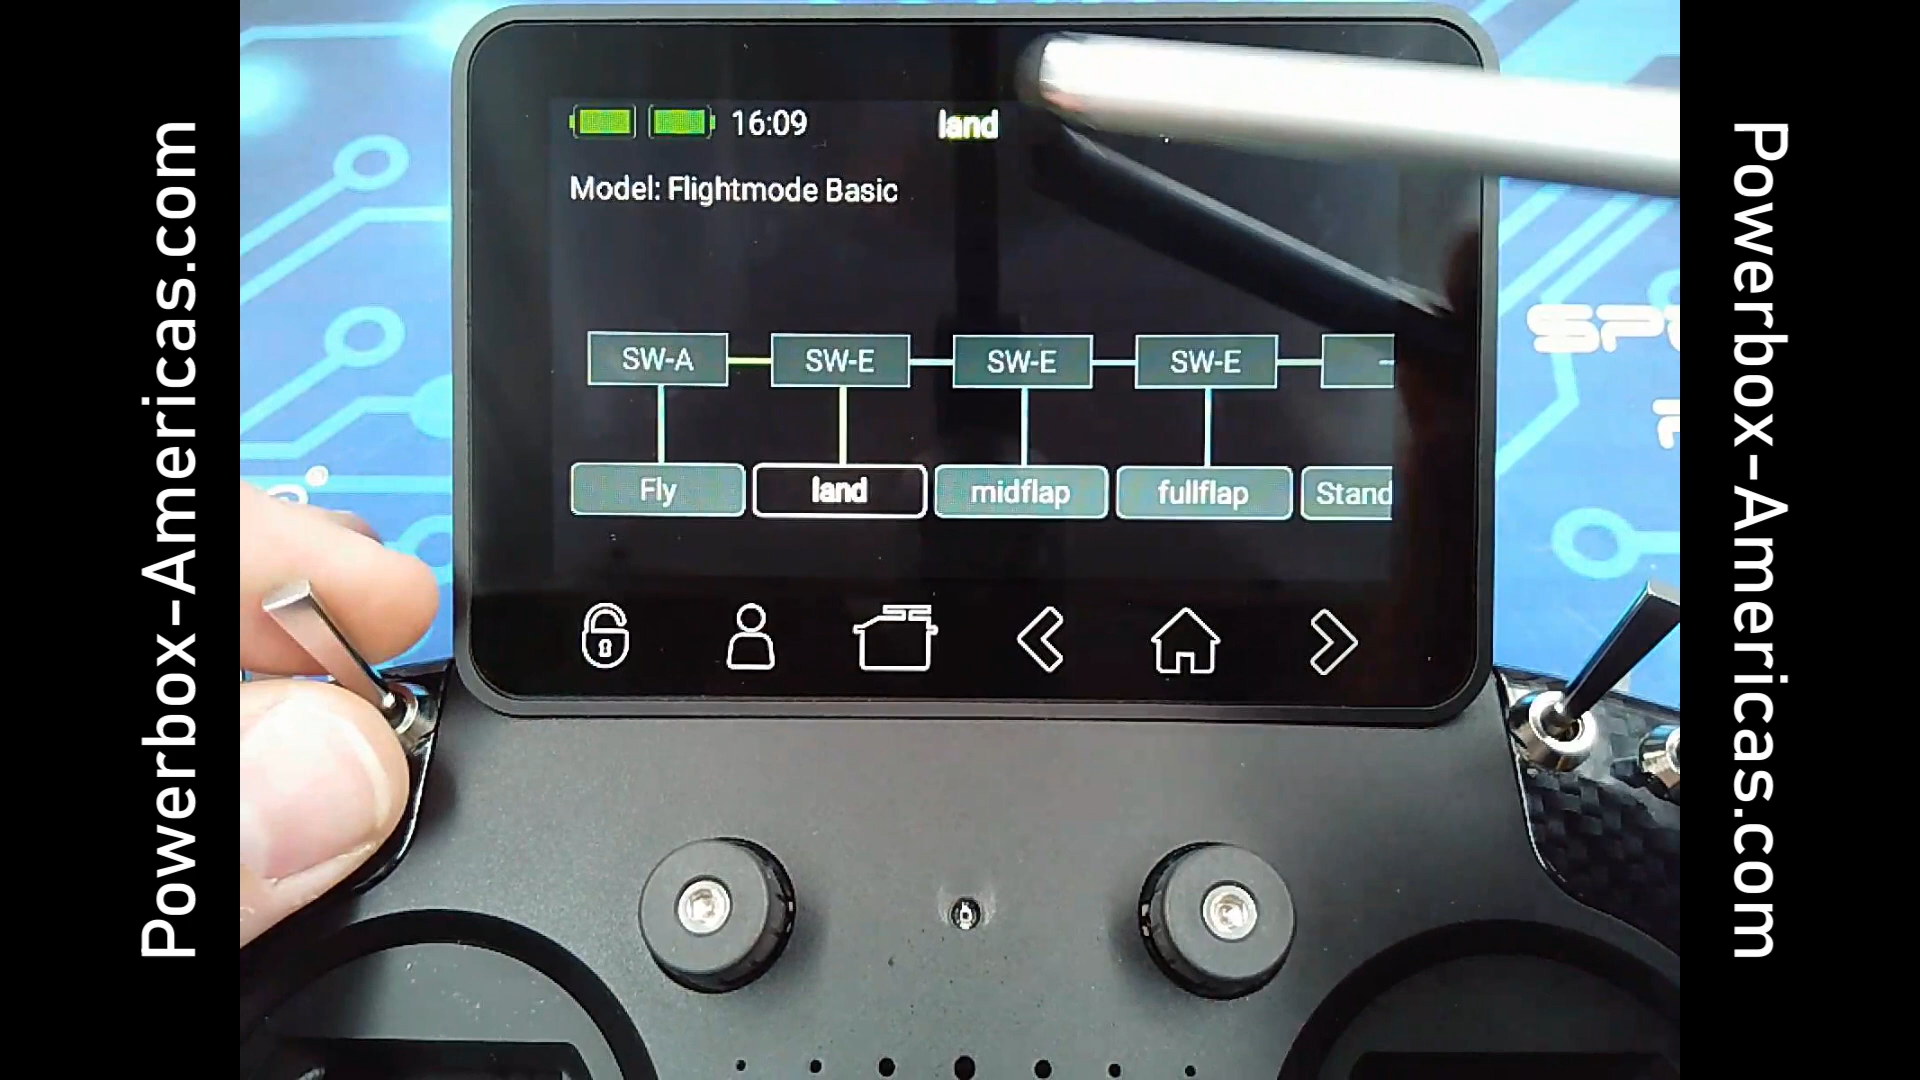 Powerbox-Americas.com
16:09
land
Model: Flightmode Basic
SW-A
SW-E
SW-E
SW-E
Fly
land
midflap
fullflap
Stand
Powerbox-Americas.com